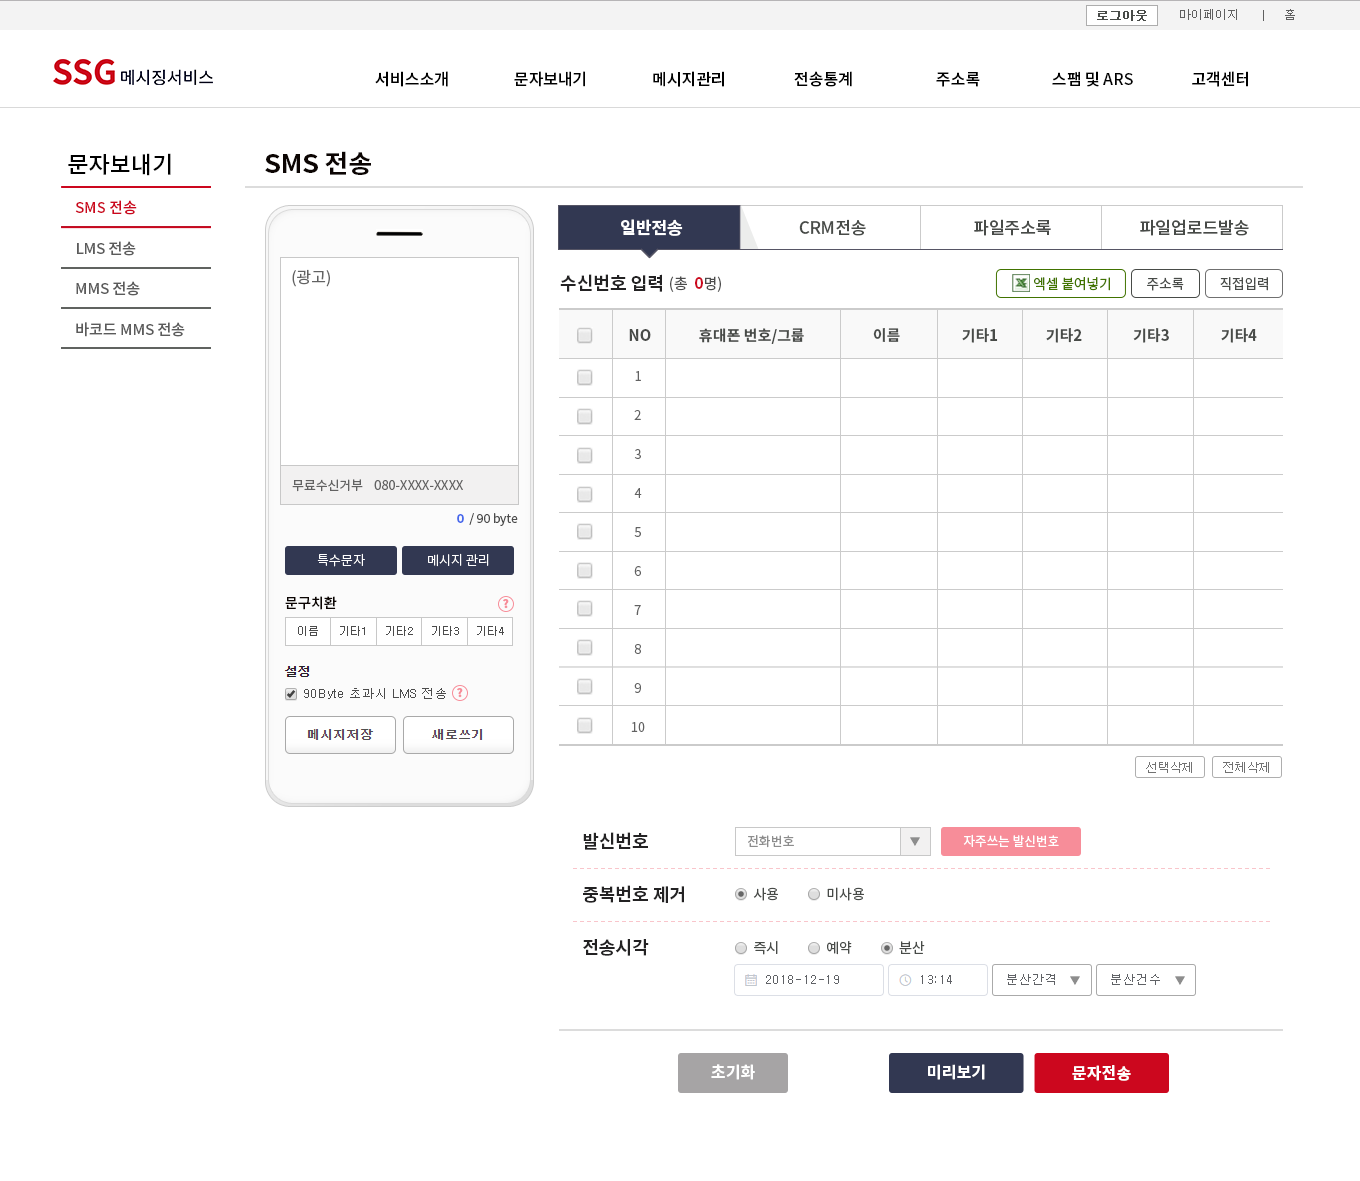 로그아웃 마이페이지 | 홈
SSG 메시징서비스 서비스소개 문자보내기 메시지관리 전송통계 주소록 스팸 및 ARS 고객센터
문자보내기
SMS 전송
LMS 전송
MMS 전송
바코드 MMS 전송
SMS 전송
(광고)
무료수신거부 080-XXXX-XXXX
0 / 90 byte
특수문자 메시지 관리
문구치환 ?
이름 기타1 기타2 기타3 기타4
설정
90Byte 초과시 LMS 전송 ?
메시지저장 새로쓰기
일반전송 CRM전송 파일주소록 파일업로드발송
수신번호 입력 (총 0명) 엑셀 붙여넣기 주소록 직접입력
NO 휴대폰 번호/그룹 이름 기타1 기타2 기타3 기타4
1
2
3
4
5
6
7
8
9
10
선택삭제 전체삭제
발신번호 전화번호 ▼ 자주쓰는 발신번호
중복번호 제거 사용 미사용
전송시각 즉시 예약 분산
2018-12-19 13:14 분산간격 ▼ 분산건수 ▼
초기화 미리보기 문자전송